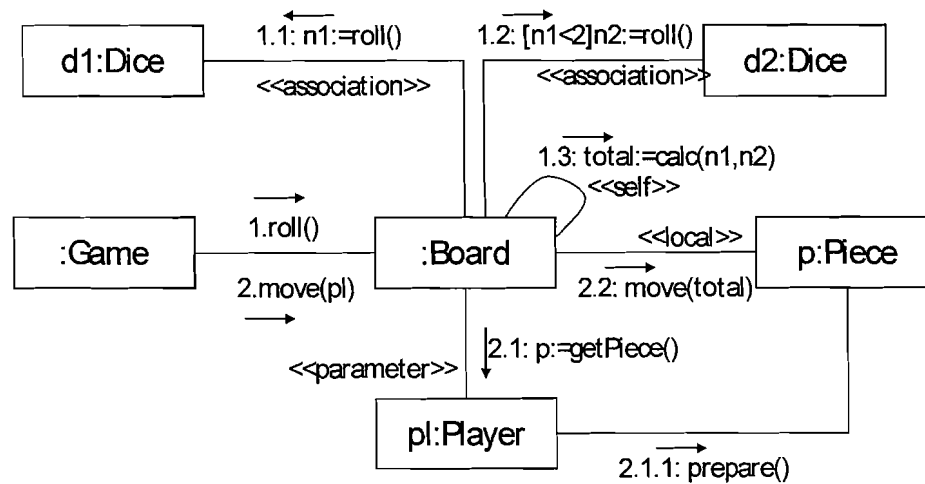 1.1: n1:=roll()
1.2: [n1<2]n2:=roll()
d1:Dice
d2:Dice
<<association>>
<<association>>
1.3: total:=calc(n1,n2)
<<self>>
1.roll()
<<local>>
:Game
:Board
p:Piece
2.move(pl)
2.2: move(total)
2.1: p:=getPiece()
<<parameter>>
pl:Player
2.1.1: prepare()